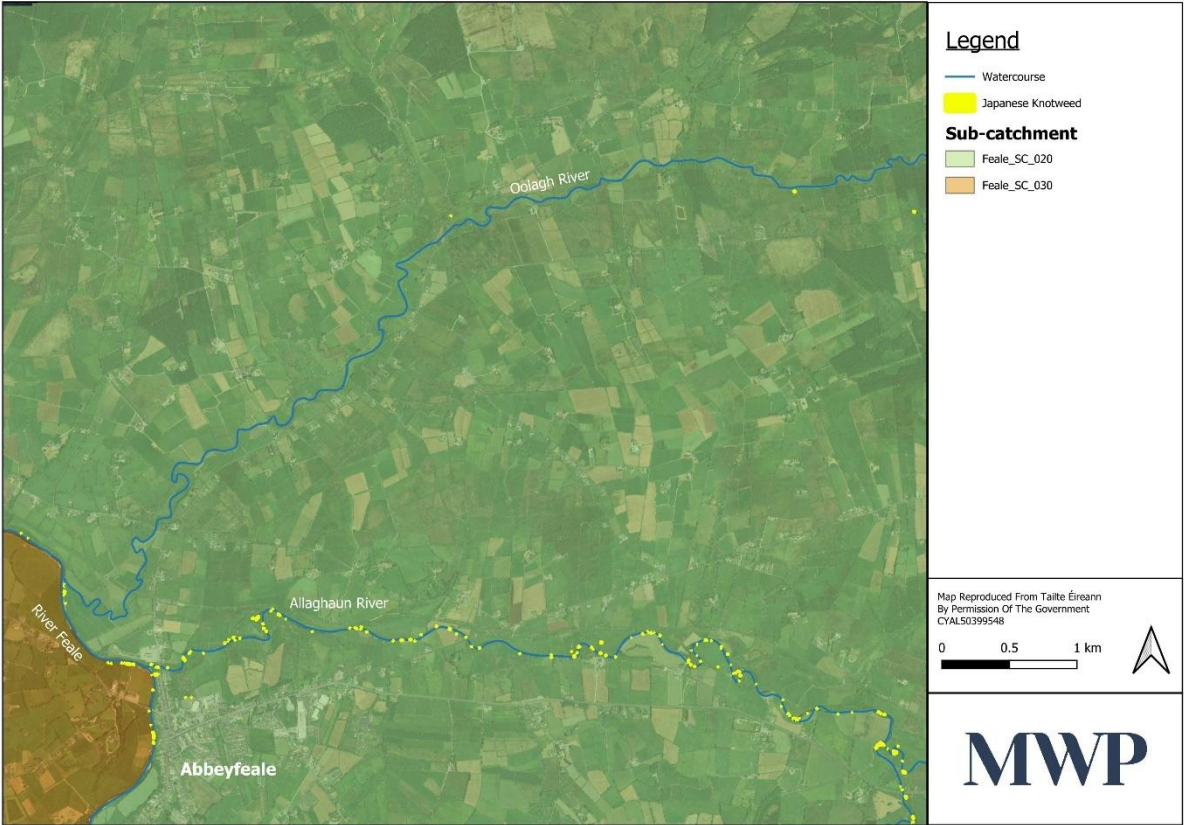 Legend
Watercourse
Japanese Knotweed
Sub-catchment
Feale_SC_020
Feale_SC_030
Oolagh River
Allaghaun River
River Feale
Abbeyfeale
Map Reproduced From Tailte Éireann
By Permission Of The Government
CYAL50399548
0 0.5 1 km
MWP